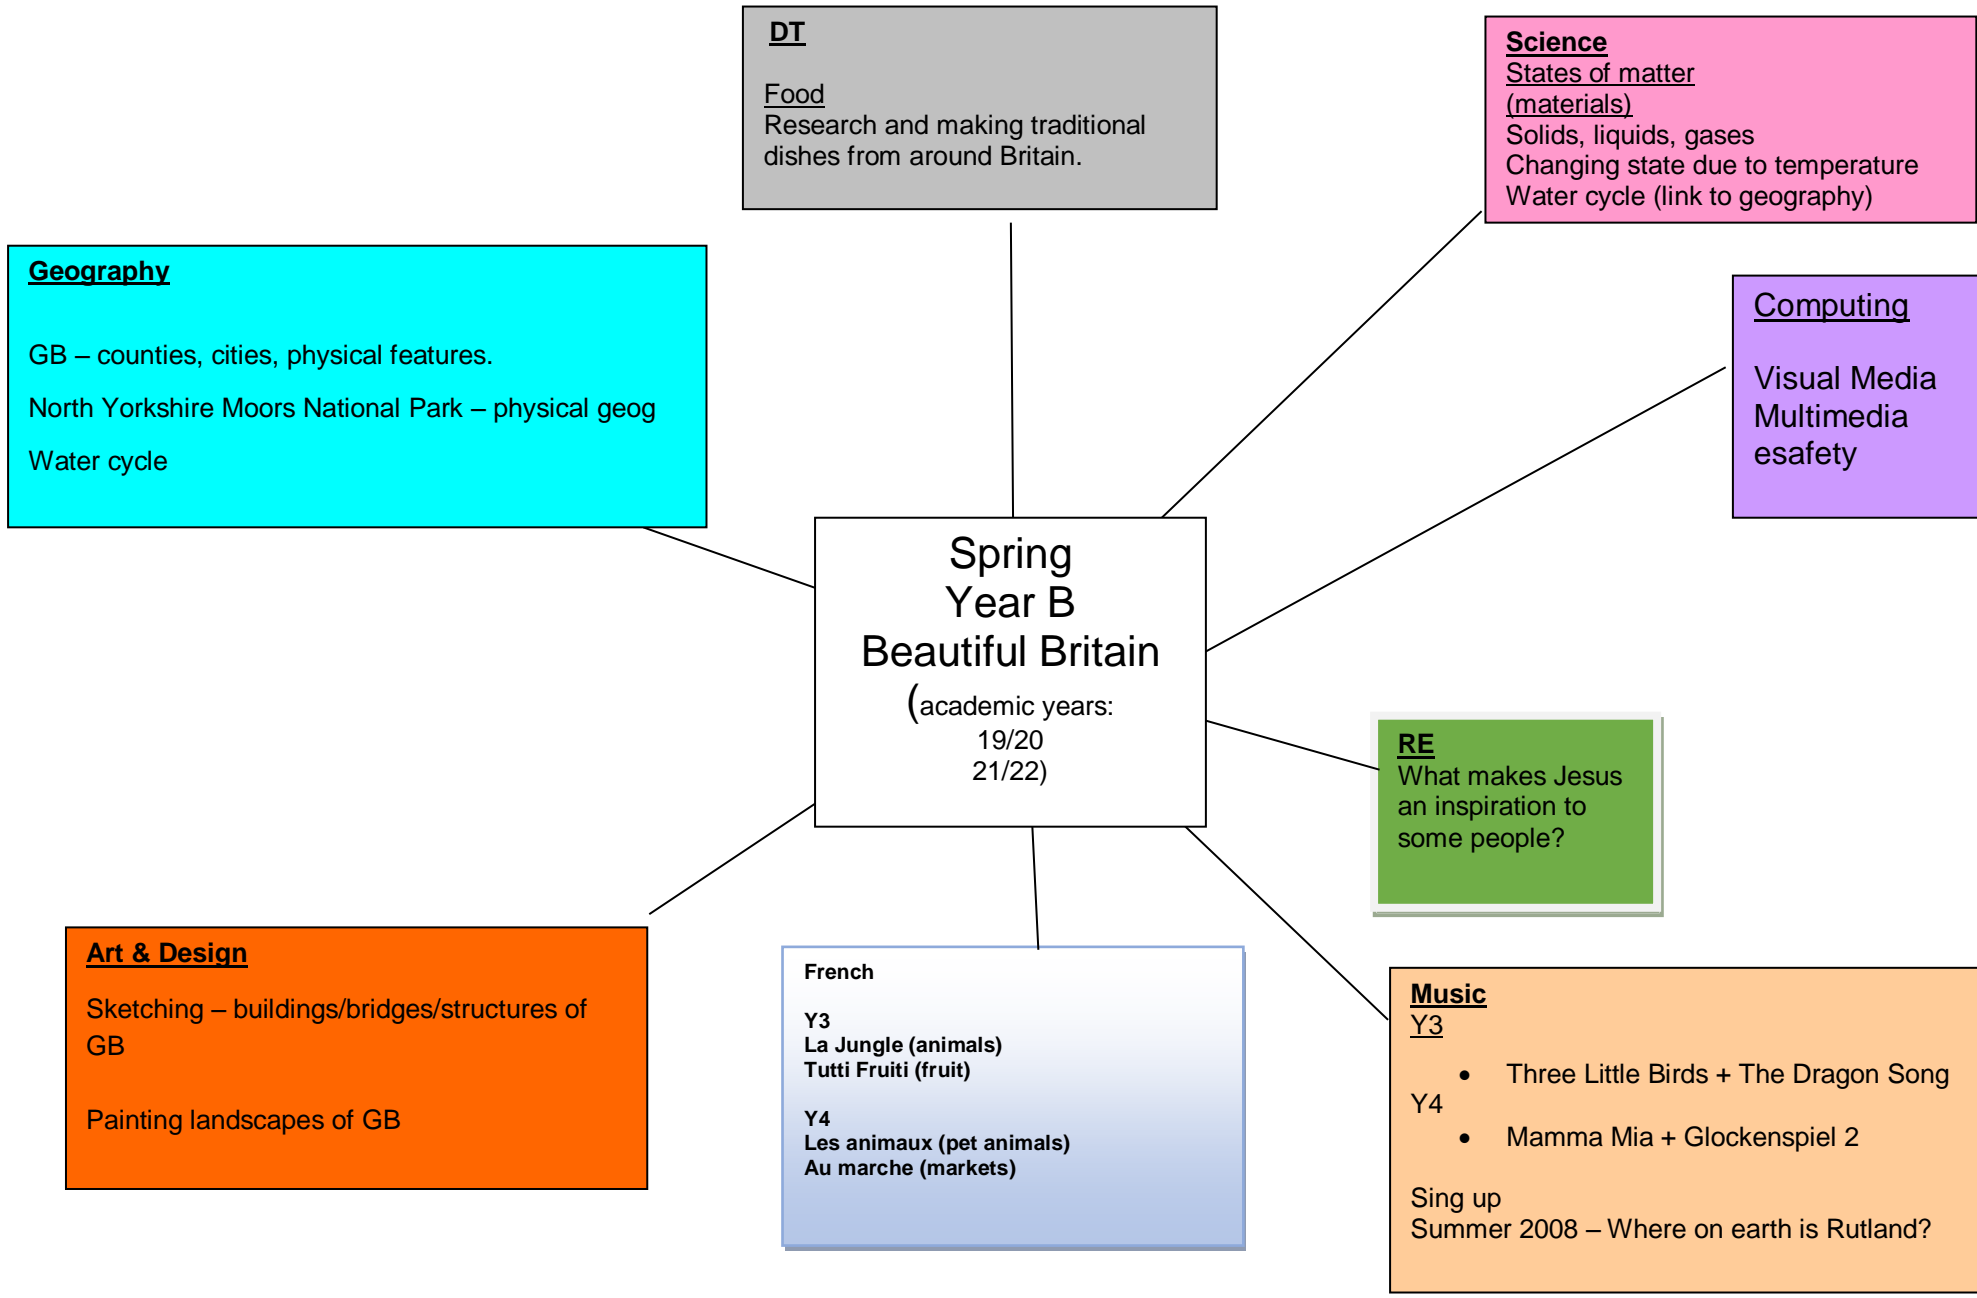 DT
Food
Research and making traditional
dishes from around Britain.
Science
States of matter
(materials)
Solids, liquids, gases
Changing state due to temperature
Water cycle (link to geography)
Geography
GB – counties, cities, physical features.
North Yorkshire Moors National Park – physical geog
Water cycle
Computing
Visual Media
Multimedia
esafety
Spring
Year B
Beautiful Britain
(academic years:
19/20
21/22)
RE
What makes Jesus
an inspiration to
some people?
Art & Design
Sketching – buildings/bridges/structures of
GB
Painting landscapes of GB
French
Y3
La Jungle (animals)
Tutti Fruiti (fruit)
Y4
Les animaux (pet animals)
Au marche (markets)
Music
Y3
• Three Little Birds + The Dragon Song
Y4
• Mamma Mia + Glockenspiel 2
Sing up
Summer 2008 – Where on earth is Rutland?